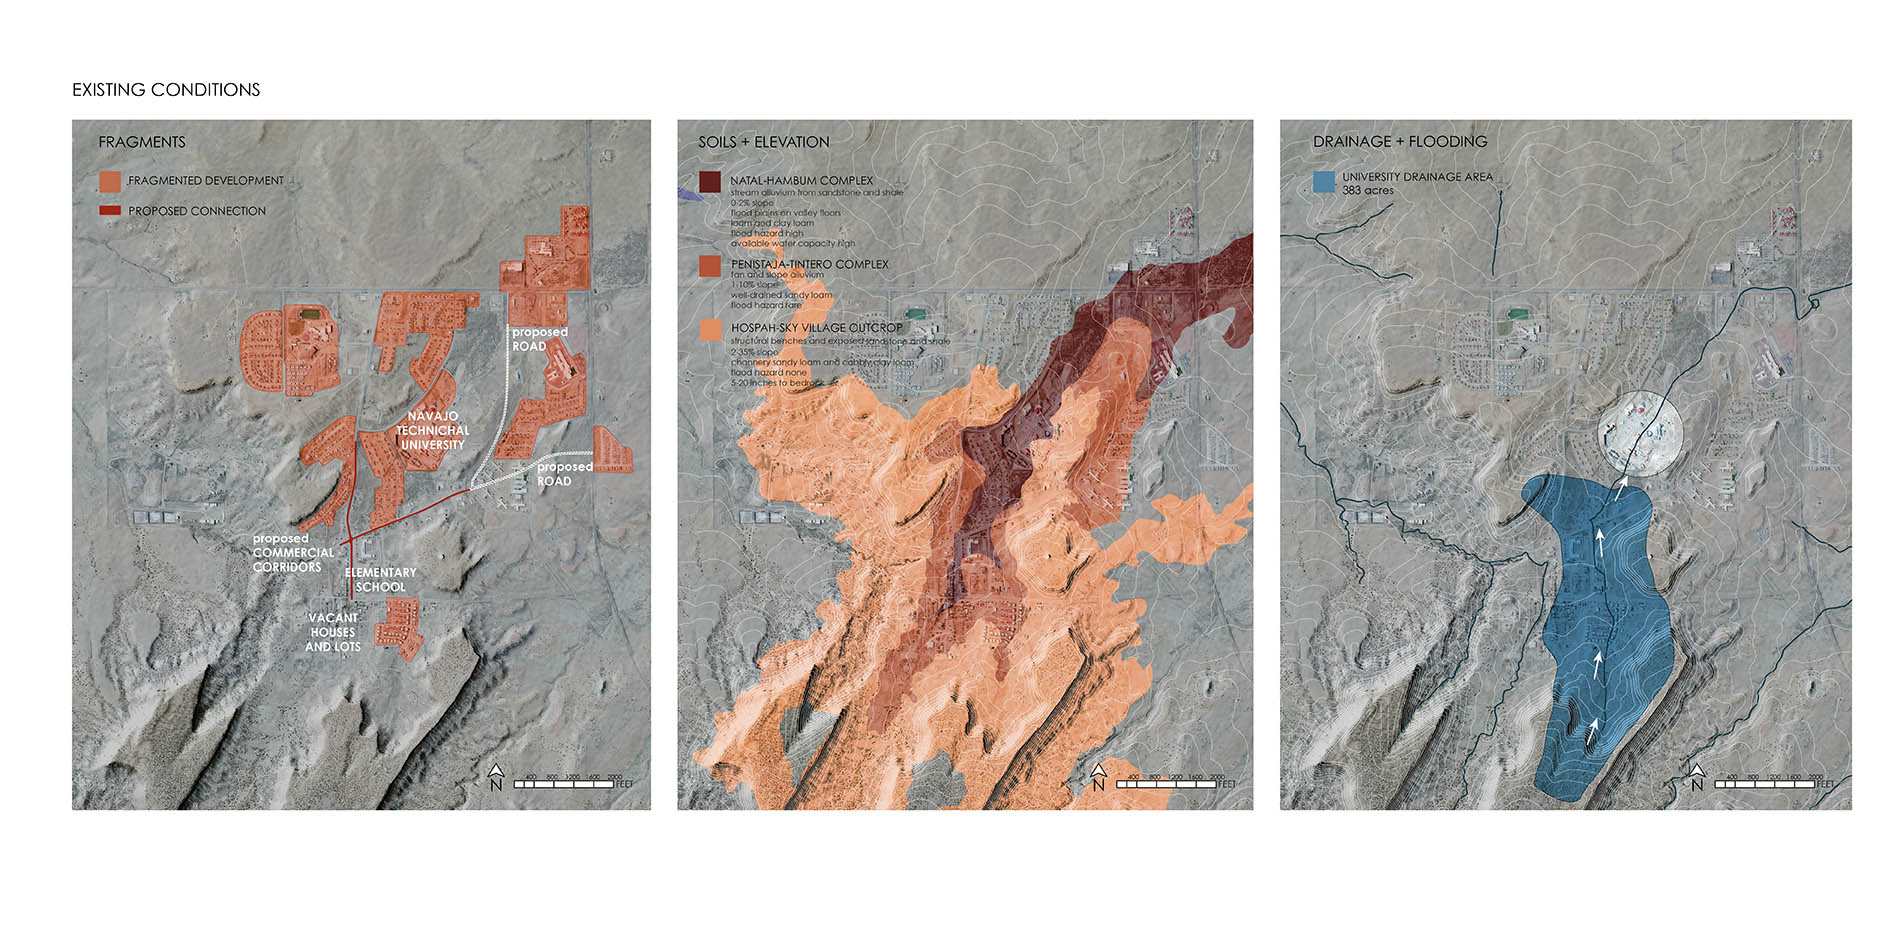 EXISTING CONDITIONS
FRAGMENTS
FRAGMENTED DEVELOPMENT
PROPOSED CONNECTION
proposed
ROAD
NAVAJO
TECHNICHAL
UNIVERSITY
proposed
ROAD
proposed
COMMERCIAL
CORRIDORS
ELEMENTARY
SCHOOL
VACANT
HOUSES
AND LOTS
N
400 800 1200 1600 2000
FEET
SOILS + ELEVATION
NATAL-HAMBUM COMPLEX
stream alluvium from sandstone and shale
0-2% slope
flood plains on valley floors
loam and clay loam
flood hazard high
available water capacity high
PENISTAJA-TINTERO COMPLEX
fan and slope alluvium
1-10% slope
well-drained sandy loam
flood hazard rare
HOSPAH-SKY VILLAGE OUTCROP
structural benches and exposed sandstone and shale
2-35% slope
channery sandy loam and cobbly clay loam
flood hazard none
5-20 inches to bedrock
N
400 800 1200 1600 2000
FEET
DRAINAGE + FLOODING
UNIVERSITY DRAINAGE AREA
383 acres
N
400 800 1200 1600 2000
FEET